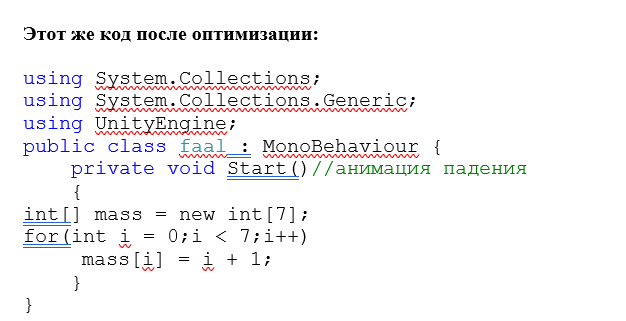 Этот же код после оптимизации:
using System.Collections;
using System.Collections.Generic;
using UnityEngine;
public class faal : MonoBehaviour {
    private void Start()//анимация падения
    {
int[] mass = new int[7];
for(int i = 0;i < 7;i++)
     mass[i] = i + 1;
    }
}